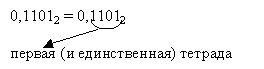 0,1101₂ = 0,1101₂
первая (и единственная) тетрада